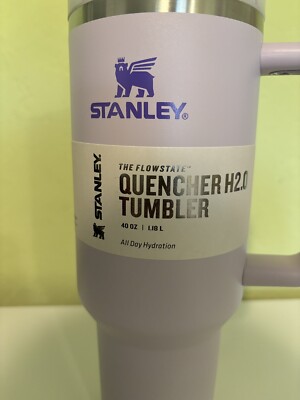 STANLEY®
STANLEY
THE FLOWSTATE™
QUENCHER H2.0
TUMBLER
40 OZ | 1.18 L
All Day Hydration